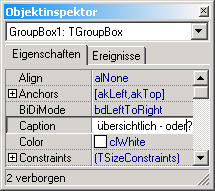 Objektinspektor
GroupBox1: TGroupBox
Eigenschaften Ereignisse
Align alNone
Anchors [akLeft,akTop]
BiDiMode bdLeftToRight
Caption übersichtlich - oder?
Color clWhite
Constraints (TSizeConstraints)
2 verborgen